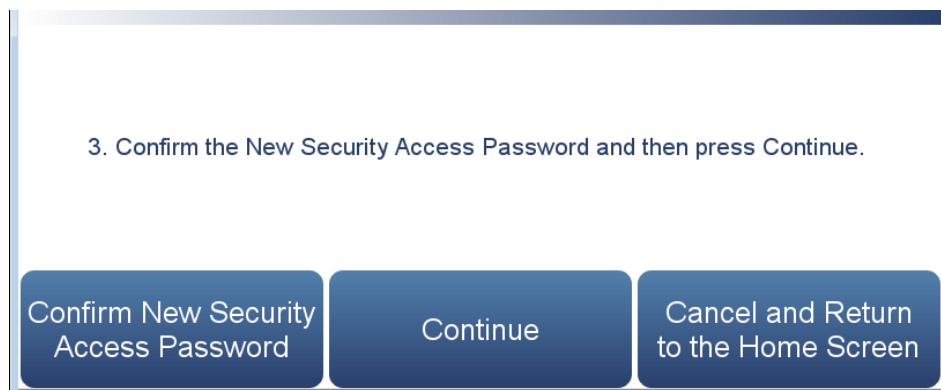 3. Confirm the New Security Access Password and then press Continue.
Confirm New Security
Access Password
Continue
Cancel and Return
to the Home Screen